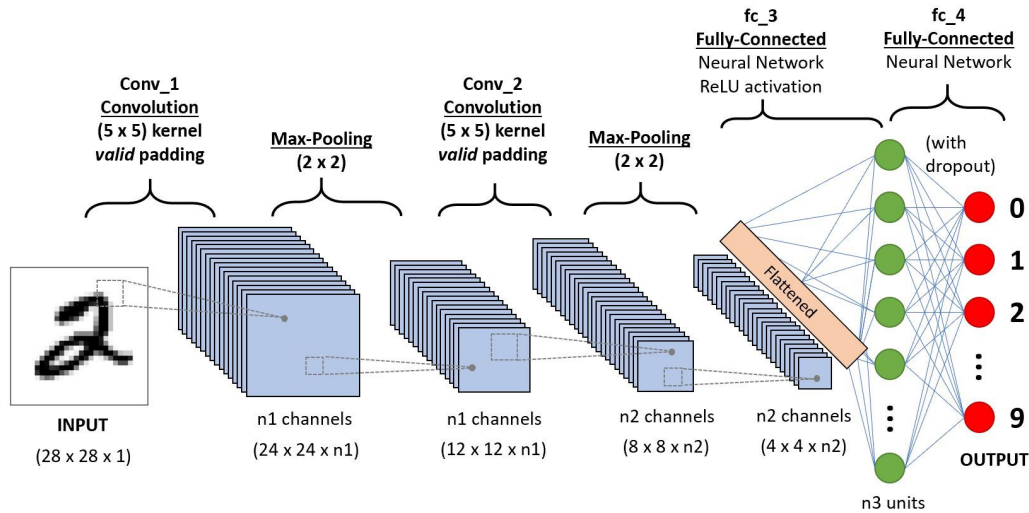 fc_3
Fully-Connected
Neural Network
ReLU activation
fc_4
Fully-Connected
Neural Network
Conv_1
Convolution
(5 x 5) kernel
valid padding
Max-Pooling
(2 x 2)
Conv_2
Convolution
(5 x 5) kernel
valid padding
Max-Pooling
(2 x 2)
(with
dropout)
Flattened
0
1
2
9
INPUT
(28 x 28 x 1)
n1 channels
(24 x 24 x n1)
n1 channels
(12 x 12 x n1)
n2 channels
(8 x 8 x n2)
n2 channels
(4 x 4 x n2)
OUTPUT
n3 units